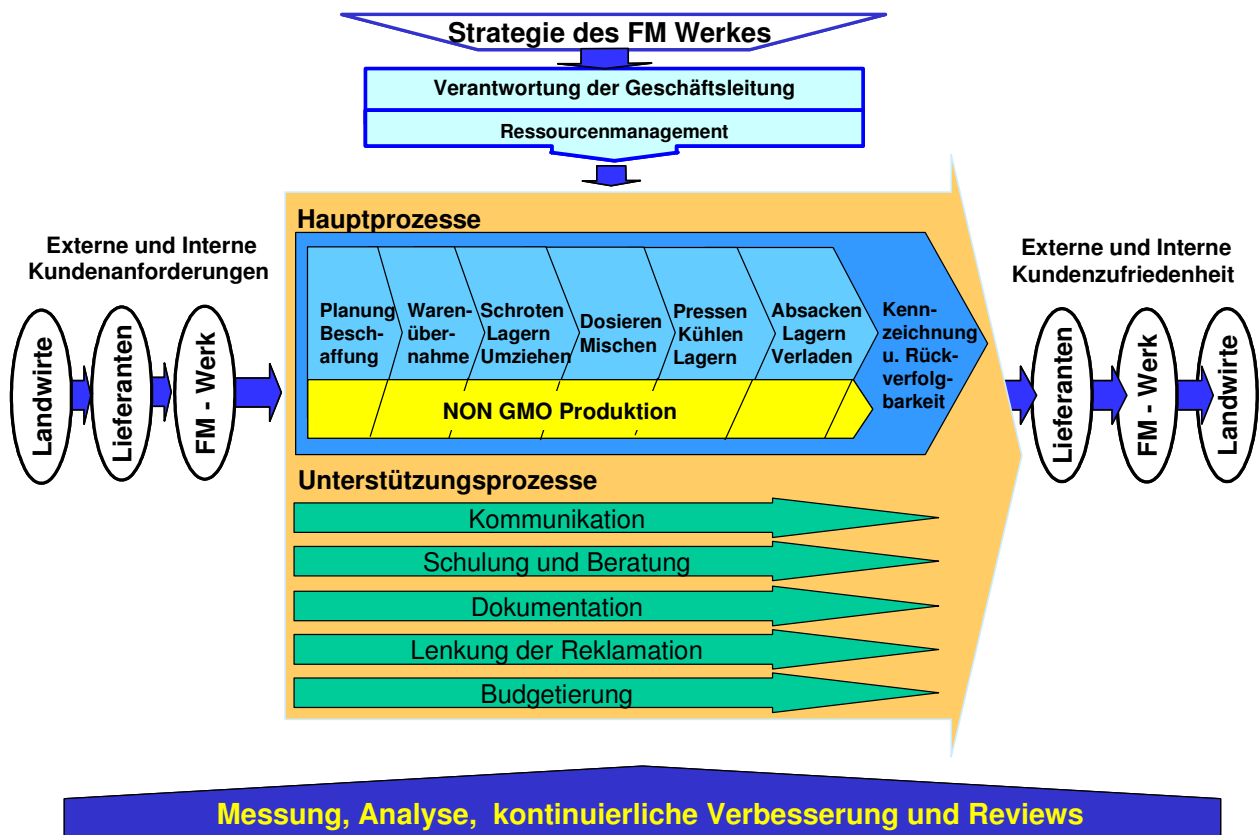 Strategie des FM Werkes
Verantwortung der Geschäftsleitung
Ressourcenmanagement
Externe und Interne
Kundenanforderungen
Landwirte
Lieferanten
FM - Werk
Hauptprozesse
Planung
Besch-
affung
Waren-
über-
nahme
Schroten
Lagern
Umziehen
Dosieren
Mischen
Pressen
Kühlen
Lagern
Absacken
Lagern
Verladen
Kenn-
zeichnung
u. Rück-
verfolg-
barkeit
NON GMO Produktion
Unterstützungsprozesse
Kommunikation
Schulung und Beratung
Dokumentation
Lenkung der Reklamation
Budgetierung
Externe und Interne
Kundenzufriedenheit
Lieferanten
FM - Werk
Landwirte
Messung, Analyse, kontinuierliche Verbesserung und Reviews